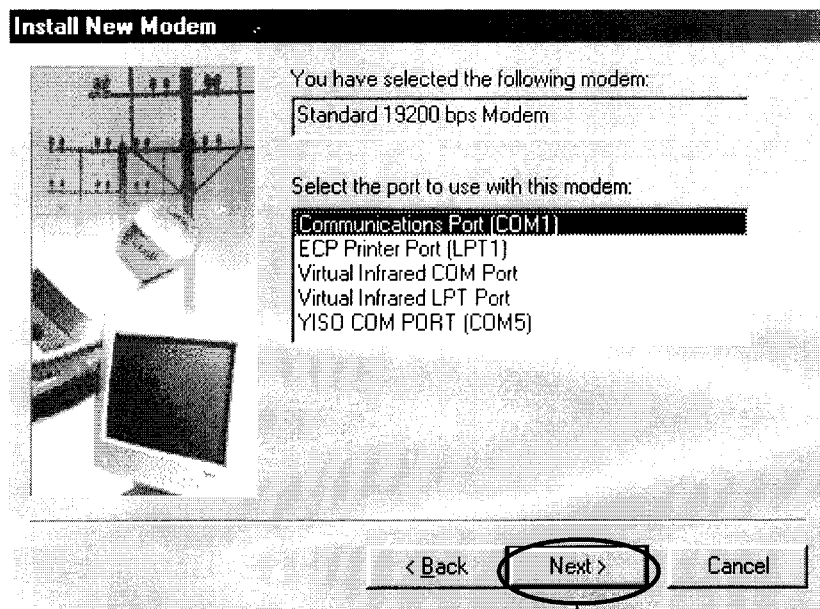 Install New Modem
You have selected the following modem:
Standard 19200 bps Modem
Select the port to use with this modem:
Communications Port (COM1)
ECP Printer Port (LPT1)
Virtual Infrared COM Port
Virtual Infrared LPT Port
YISO COM PORT (COM5)
< Back
Next >
Cancel